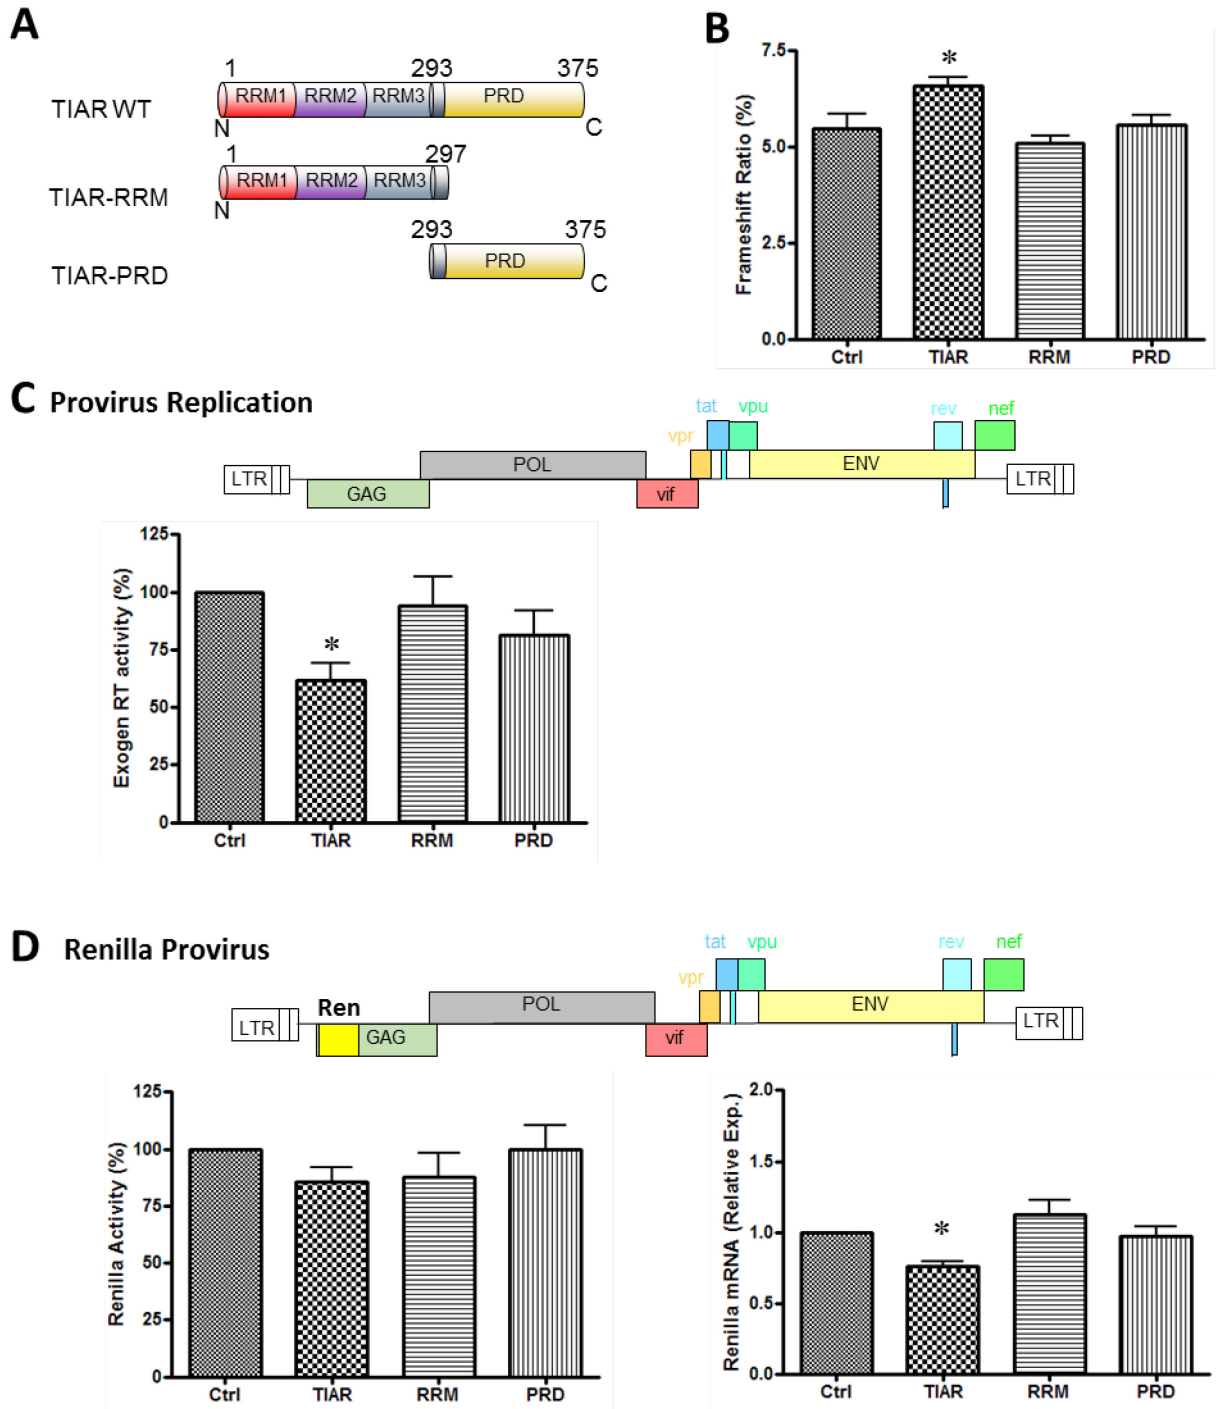 A
1 293 375
TIAR WT
RRM1 RRM2 RRM3 PRD
N C
1 297
TIAR-RRM
RRM1 RRM2 RRM3
N
293 375
TIAR-PRD
PRD
C
B
7.5
5.0
2.5
0.0
Frameshift Ratio (%)
*
Ctrl TIAR RRM PRD
C Provirus Replication
tat vpu rev nef
vpr
LTR GAG POL vif ENV LTR
125
100
75
50
25
0
Exogen RT activity (%)
*
Ctrl TIAR RRM PRD
D Renilla Provirus
tat vpu rev nef
vpr
Ren
LTR GAG POL vif ENV LTR
125
100
75
50
25
0
Renilla Activity (%)
Ctrl TIAR RRM PRD
2.0
1.5
1.0
0.5
0.0
Renilla mRNA (Relative Exp.)
*
Ctrl TIAR RRM PRD